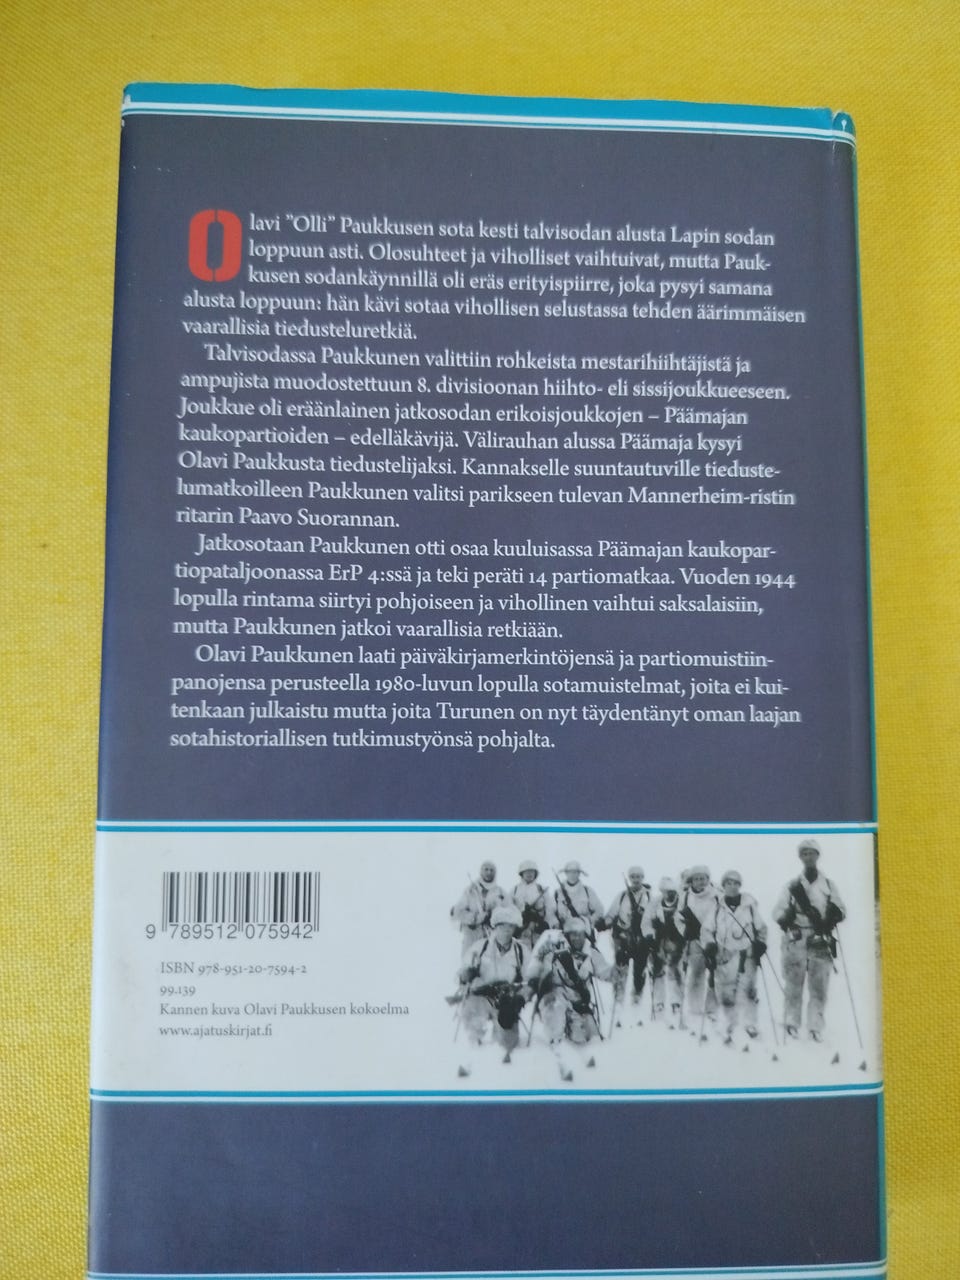 Olavi ”Olli” Paukkusen sota kesti talvisodan alusta Lapin sodan
loppuun asti. Olosuhteet ja viholliset vaihtuivat, mutta Pauk-
kusen sodankäynnillä oli eräs erityispiirre, joka pysyi samana
alusta loppuun: hän kävi sotaa vihollisen selustassa tehden äärimmäisen
vaarallisia tiedusteluretkiä.
Talvisodassa Paukkunen valittiin rohkeista mestarihiihtäjistä ja
ampujista muodostettuun 8. divisioonan hiihto- eli sissijoukkueeseen.
Joukkue oli eräänlainen jatkosodan erikoisjoukkojen – Päämajan
kaukopartioiden – edelläkävijä. Välirauhan alussa Päämaja kysyi
Olavi Paukkusta tiedustelijaksi. Kannakselle suuntautuville tieduste-
lumatkoilleen Paukkunen valitsi parikseen tulevan Mannerheim-ristin
ritarin Paavo Suorannan.
Jatkosotaan Paukkunen otti osaa kuuluisassa Päämajan kaukopar-
tiopataljoonassa ErP 4:ssä ja teki peräti 14 partiomatkaa. Vuoden 1944
lopulla rintama siirtyi pohjoiseen ja vihollinen vaihtui saksalaisiin,
mutta Paukkunen jatkoi vaarallisia retkiään.
Olavi Paukkunen laati päiväkirjamerkintöjensä ja partiomuistiin-
panojensa perusteella 1980-luvun lopulla sotamuistelmat, joita ei kui-
tenkaan julkaistu mutta joita Turunen on nyt täydentänyt oman laajan
sotahistoriallisen tutkimustyönsä pohjalta.
9 789512 075942
ISBN 978-951-20-7594-2
99.139
Kannen kuva Olavi Paukkusen kokoelma
www.ajatuskirjat.fi